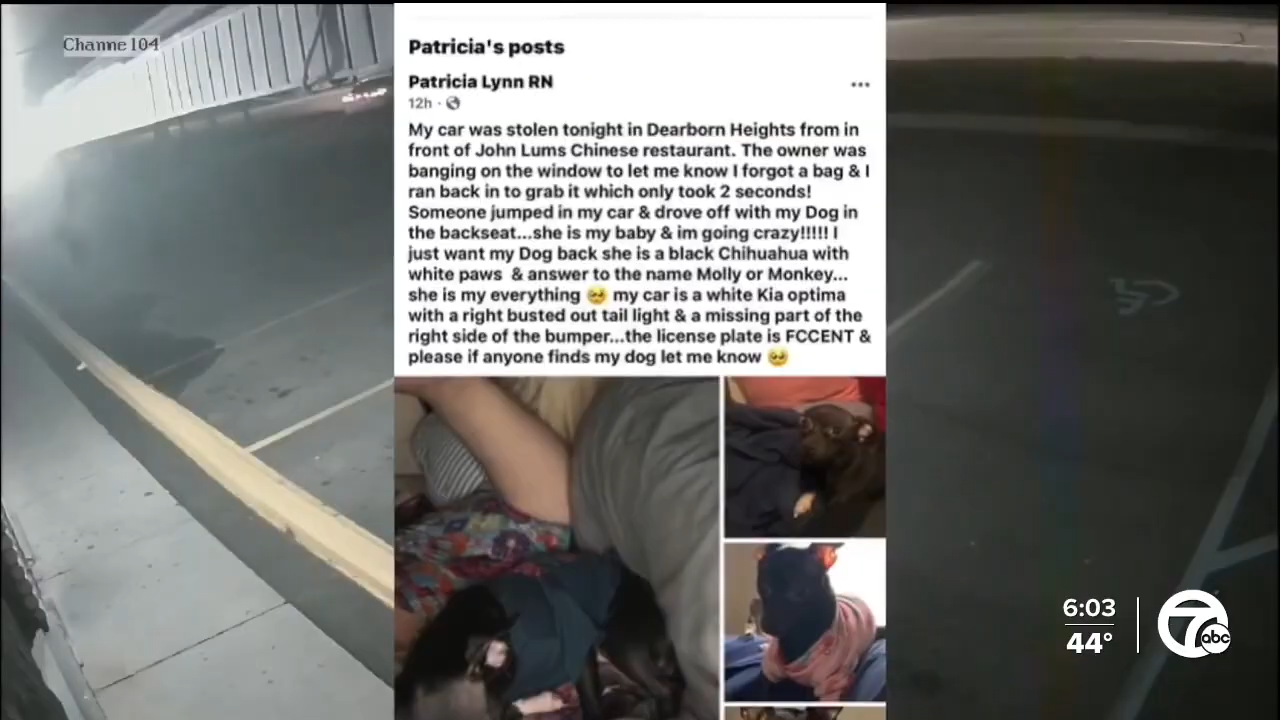 Channel04
Patricia's posts
Patricia Lynn RN
12h ·
My car was stolen tonight in Dearborn Heights from in
front of John Lums Chinese restaurant. The owner was
banging on the window to let me know I forgot a bag & I
ran back in to grab it which only took 2 seconds!
Someone jumped in my car & drove off with my Dog in
the backseat...she is my baby & im going crazy!!!!! I
just want my Dog back she is a black Chihuahua with
white paws & answer to the name Molly or Monkey...
she is my everything 🥺 my car is a white Kia optima
with a right busted out tail light & a missing part of the
right side of the bumper...the license plate is FCCENT &
please if anyone finds my dog let me know 🥺
6:03
44°
7 abc